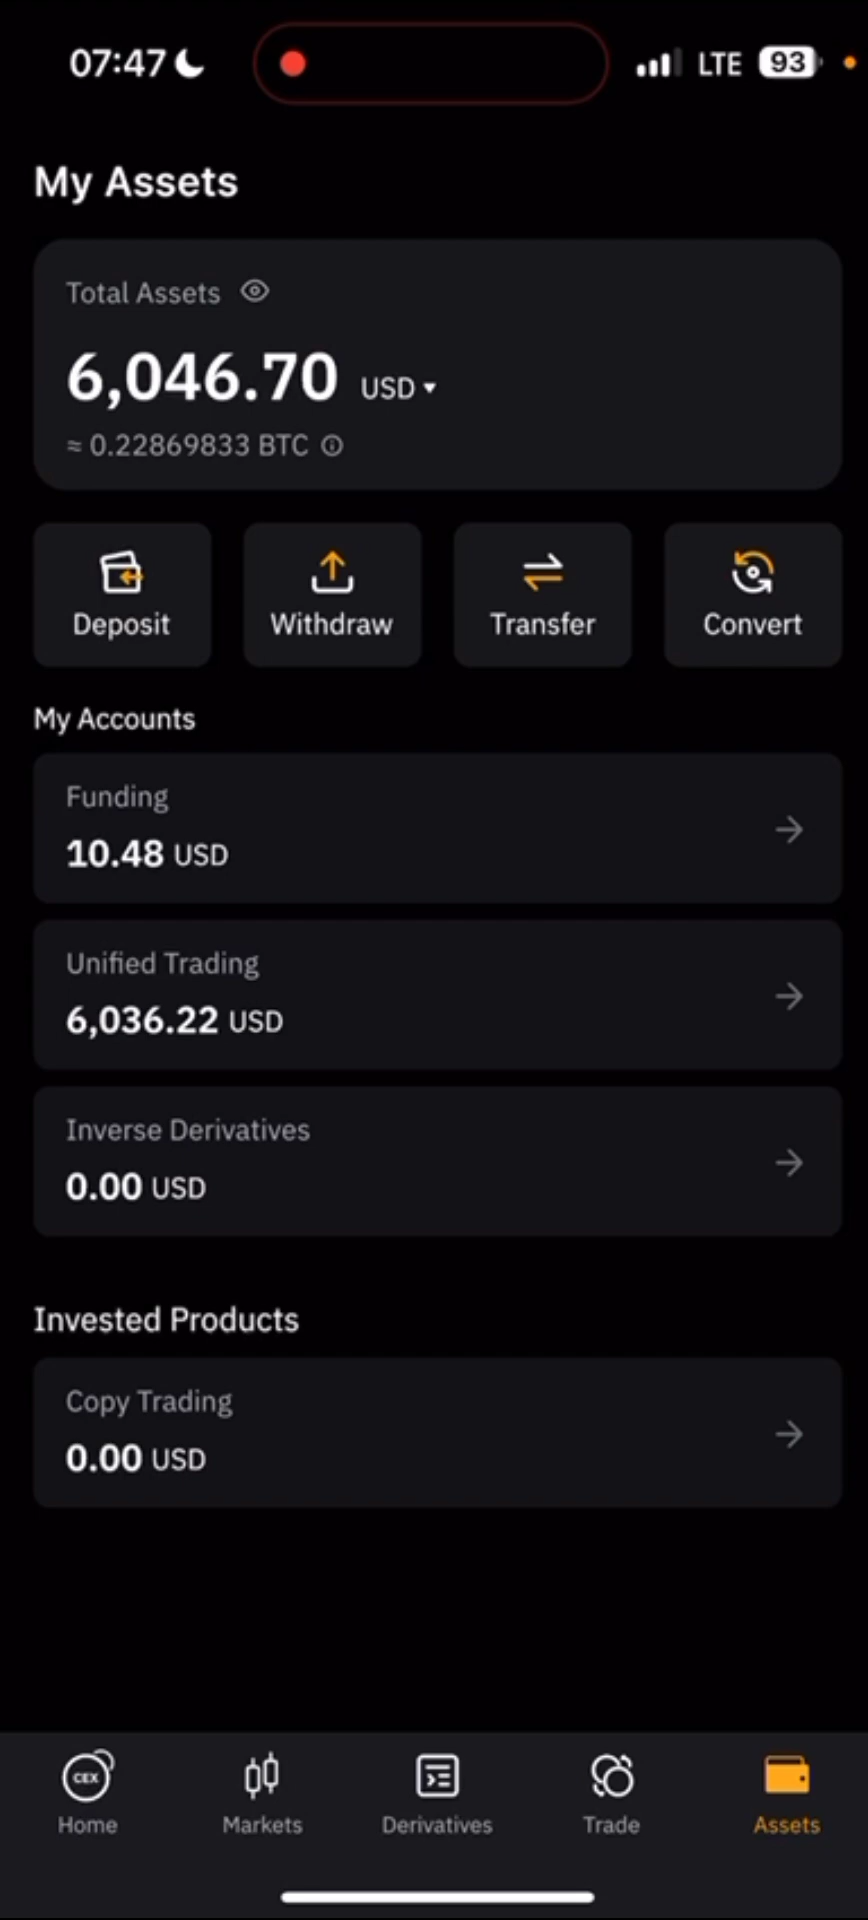 07:47 LTE 93
My Assets
Total Assets
6,046.70 USD
≈ 0.22869833 BTC
Deposit Withdraw Transfer Convert
My Accounts
Funding
10.48 USD
Unified Trading
6,036.22 USD
Inverse Derivatives
0.00 USD
Invested Products
Copy Trading
0.00 USD
CEX
Home Markets Derivatives Trade Assets